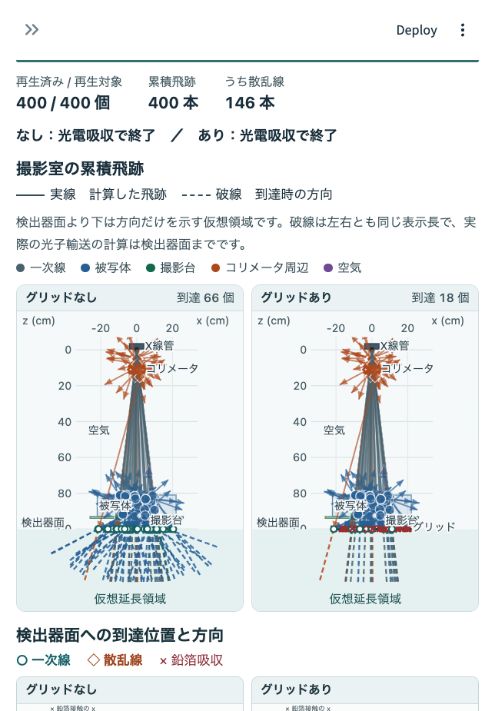 Deploy
再生済み / 再生対象 累積飛跡 うち散乱線
400 / 400 個 400 本 146 本
なし：光電吸収で終了 ／ あり：光電吸収で終了
撮影室の累積飛跡
実線 計算した飛跡 破線 到達時の方向
検出器面より下は方向だけを示す仮想領域です。破線は左右とも同じ表示長で、実
際の光子輸送の計算は検出器面までです。
一次線 被写体 撮影台 コリメータ周辺 空気
グリッドなし 到達 66 個
z (cm) -20 0 20 x (cm)
X線管
0
コリメータ
20
40
空気
60
80
被写体
撮影台
検出器面
仮想延長領域
グリッドあり 到達 18 個
z (cm) -20 0 20 x (cm)
X線管
0
コリメータ
20
40
空気
60
80
被写体
撮影台
検出器面
グリッド
仮想延長領域
検出器面への到達位置と方向
○ 一次線 ◇ 散乱線 × 鉛箔吸収
グリッドなし グリッドあり